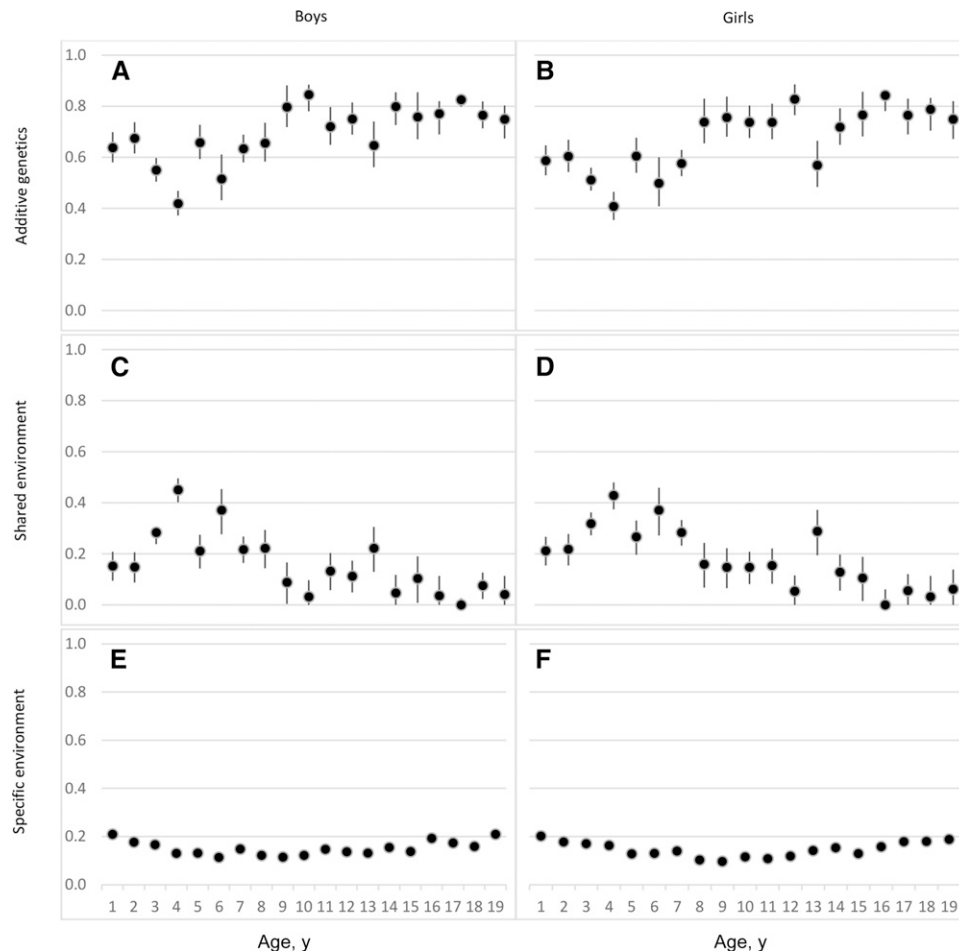 Boys Girls
A B
Additive genetics
1.0
0.8
0.6
0.4
0.2
0.0
C D
Shared environment
1.0
0.8
0.6
0.4
0.2
0.0
E F
Specific environment
1.0
0.8
0.6
0.4
0.2
0.0
1 2 3 4 5 6 7 8 9 10 11 12 13 14 15 16 17 18 19 1 2 3 4 5 6 7 8 9 10 11 12 13 14 15 16 17 18 19
Age, y Age, y